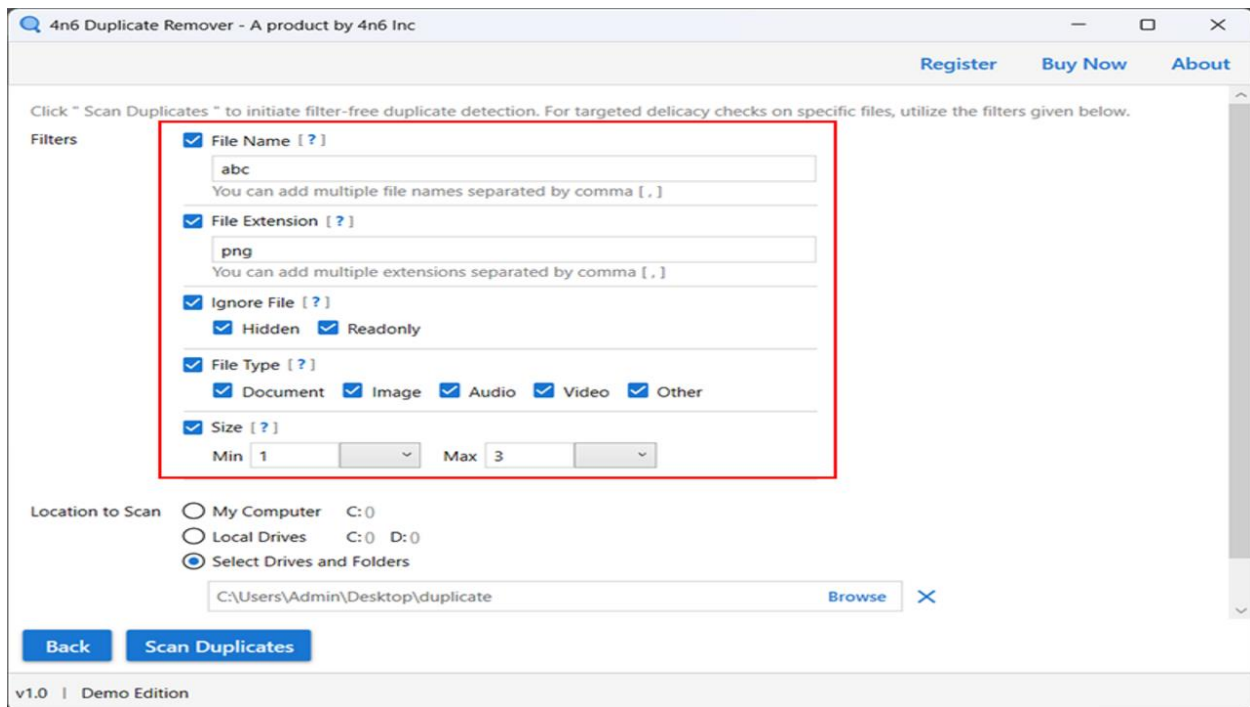 4n6 Duplicate Remover - A product by 4n6 Inc
Register Buy Now About
Click " Scan Duplicates " to initiate filter-free duplicate detection. For targeted delicacy checks on specific files, utilize the filters given below.
Filters
File Name [ ? ]
abc
You can add multiple file names separated by comma [ , ]
File Extension [ ? ]
png
You can add multiple extensions separated by comma [ , ]
Ignore File [ ? ]
Hidden Readonly
File Type [ ? ]
Document Image Audio Video Other
Size [ ? ]
Min 1 Max 3
Location to Scan My Computer C: ()
Local Drives C: () D: ()
Select Drives and Folders
C:\Users\Admin\Desktop\duplicate Browse
Back Scan Duplicates
v1.0 | Demo Edition